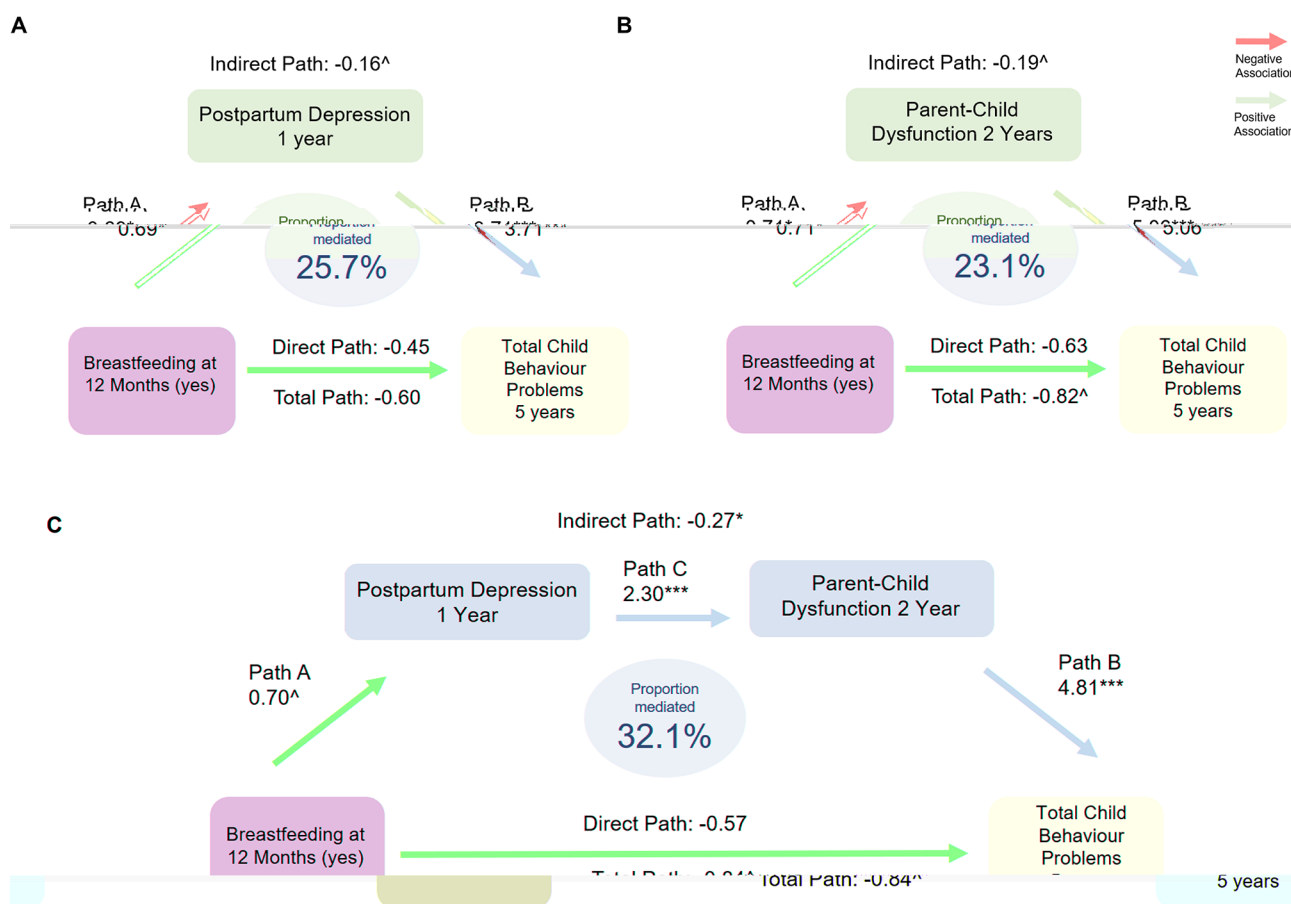 A
Indirect Path: -0.16^
Postpartum Depression
1 year
Path A
0.69
Proportion
mediated
25.7%
Path B
3.71***
Breastfeeding at
12 Months (yes)
Direct Path: -0.45
Total Path: -0.60
Total Child
Behaviour
Problems
5 years
B
Indirect Path: -0.19^
Parent-Child
Dysfunction 2 Years
Path A
0.71
Proportion
mediated
23.1%
Path B
5.06***
Breastfeeding at
12 Months (yes)
Direct Path: -0.63
Total Path: -0.82^
Total Child
Behaviour
Problems
5 years
Negative
Association
Positive
Association
C
Indirect Path: -0.27*
Postpartum Depression
1 Year
Path C
2.30***
Parent-Child
Dysfunction 2 Year
Path A
0.70^
Proportion
mediated
32.1%
Path B
4.81***
Breastfeeding at
12 Months (yes)
Direct Path: -0.57
Total Path: -0.84^
Total Child
Behaviour
Problems
5 years